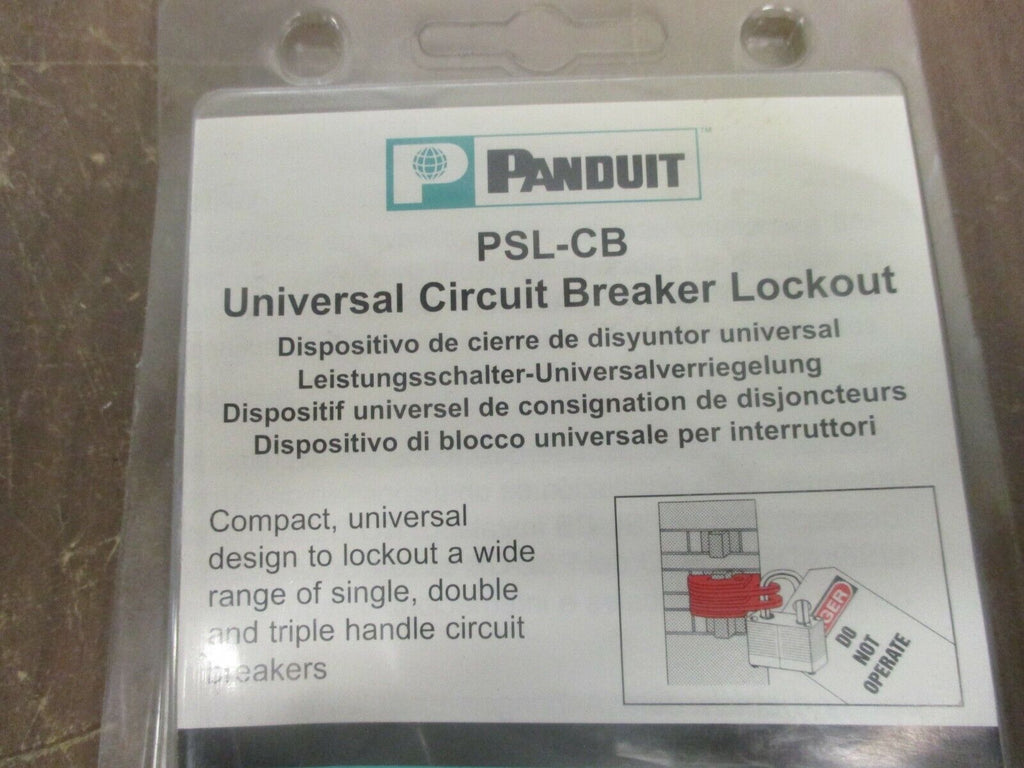 P PANDUIT™
PSL-CB
Universal Circuit Breaker Lockout
Dispositivo de cierre de disyuntor universal
Leistungsschalter-Universalverriegelung
Dispositif universel de consignation de disjoncteurs
Dispositivo di blocco universale per interruttori
Compact, universal
design to lockout a wide
range of single, double
and triple handle circuit
breakers
GER
DO
NOT
OPERATE